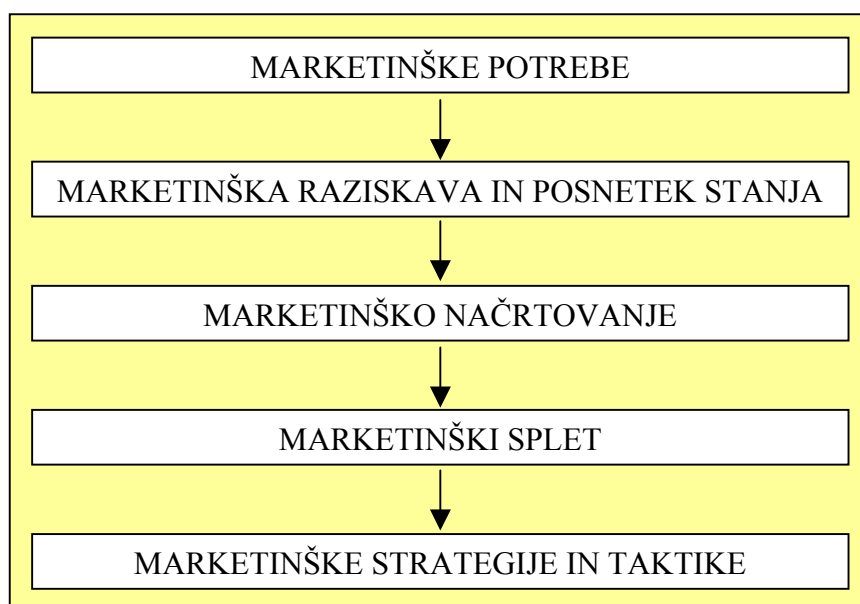 MARKETINŠKE POTREBE
MARKETINŠKA RAZISKAVA IN POSNETEK STANJA
MARKETINŠKO NAČRTOVANJE
MARKETINŠKI SPLET
MARKETINŠKE STRATEGIJE IN TAKTIKE